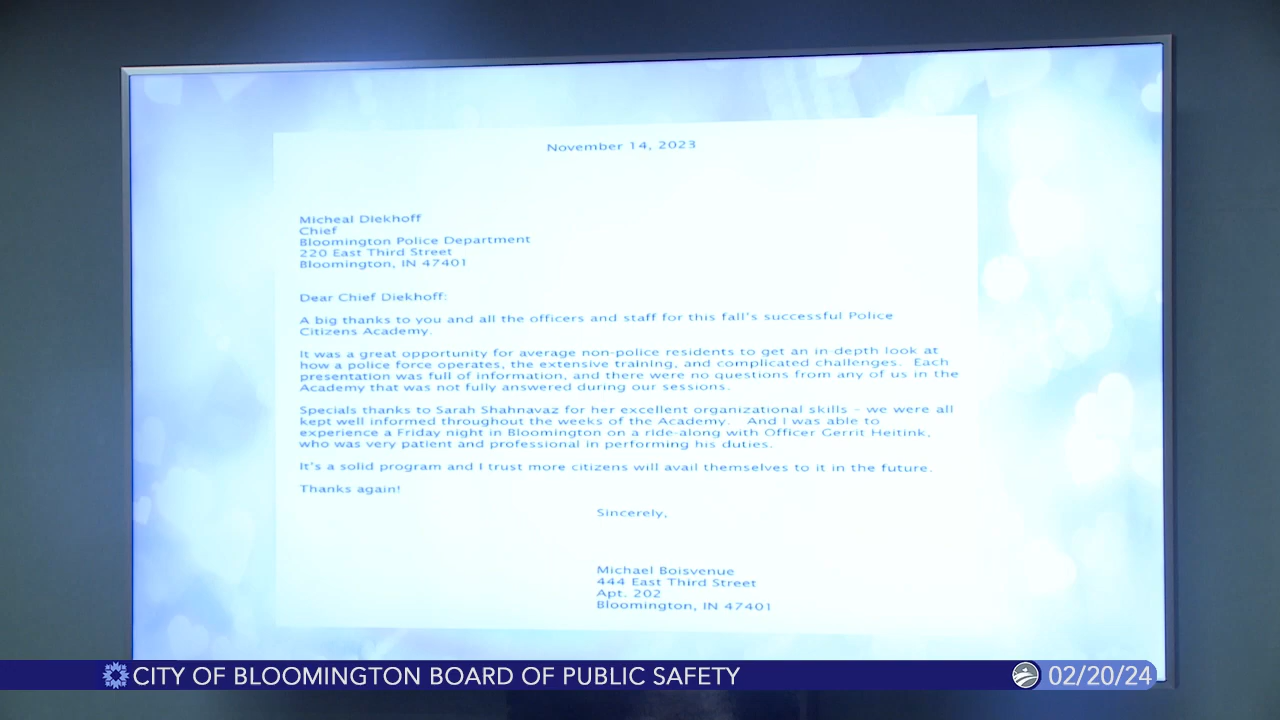 November 14, 2023
Micheal Diekhoff
Chief
Bloomington Police Department
220 East Third Street
Bloomington, IN 47401
Dear Chief Diekhoff:
A big thanks to you and all the officers and staff for this fall's successful Police
Citizens Academy.
It was a great opportunity for average non-police residents to get an in depth look at
how a police force operates, the extensive training, and complicated challenges. Each
presentation was full of information, and there were no questions from any of us in the
Academy that was not fully answered during our sessions.
Specials thanks to Sarah Shahnavaz for her excellent organizational skills – we were all
kept well informed throughout the weeks of the Academy. And I was able to
experience a Friday night in Bloomington on a ride-along with Officer Gerrit Heitink,
who was very patient and professional in performing his duties.
It's a solid program and I trust more citizens will avail themselves to it in the future.
Thanks again!
Sincerely,
Michael Boisvenue
444 East Third Street
Apt. 202
Bloomington, IN 47401
CITY OF BLOOMINGTON BOARD OF PUBLIC SAFETY
02/20/24